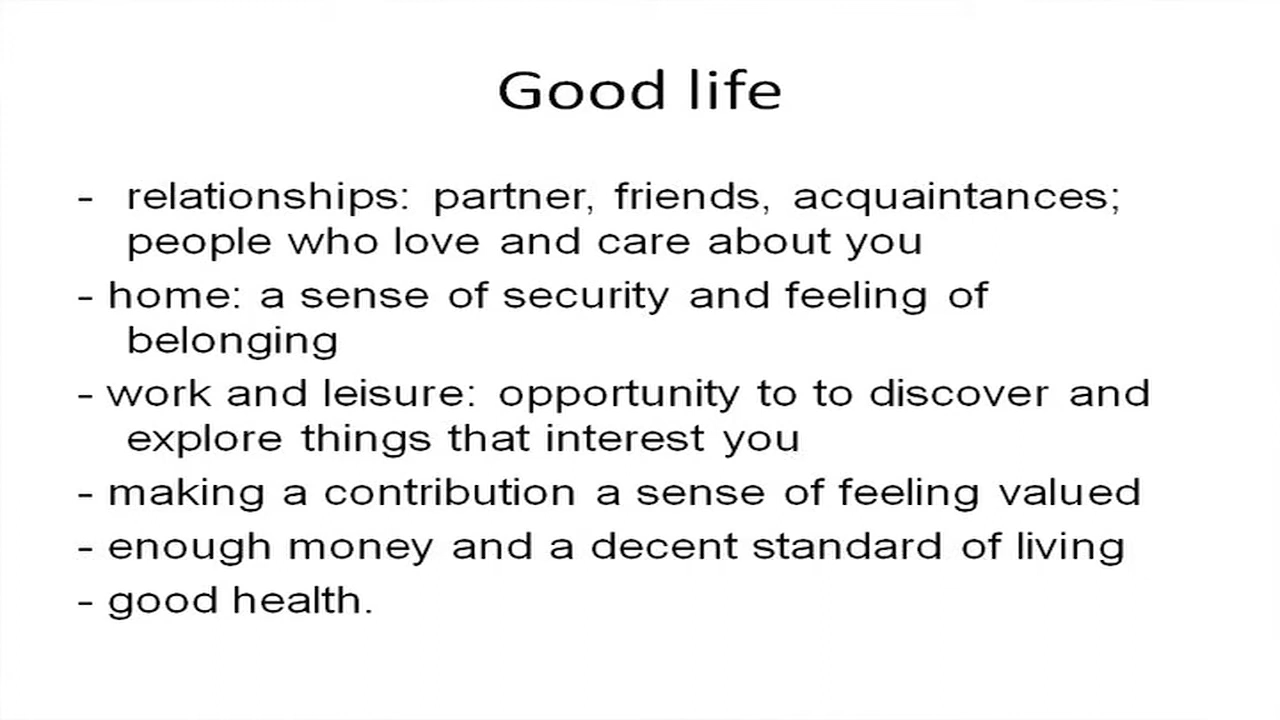 Good life
- relationships: partner, friends, acquaintances;
people who love and care about you
- home: a sense of security and feeling of
belonging
- work and leisure: opportunity to to discover and
explore things that interest you
- making a contribution a sense of feeling valued
- enough money and a decent standard of living
- good health.